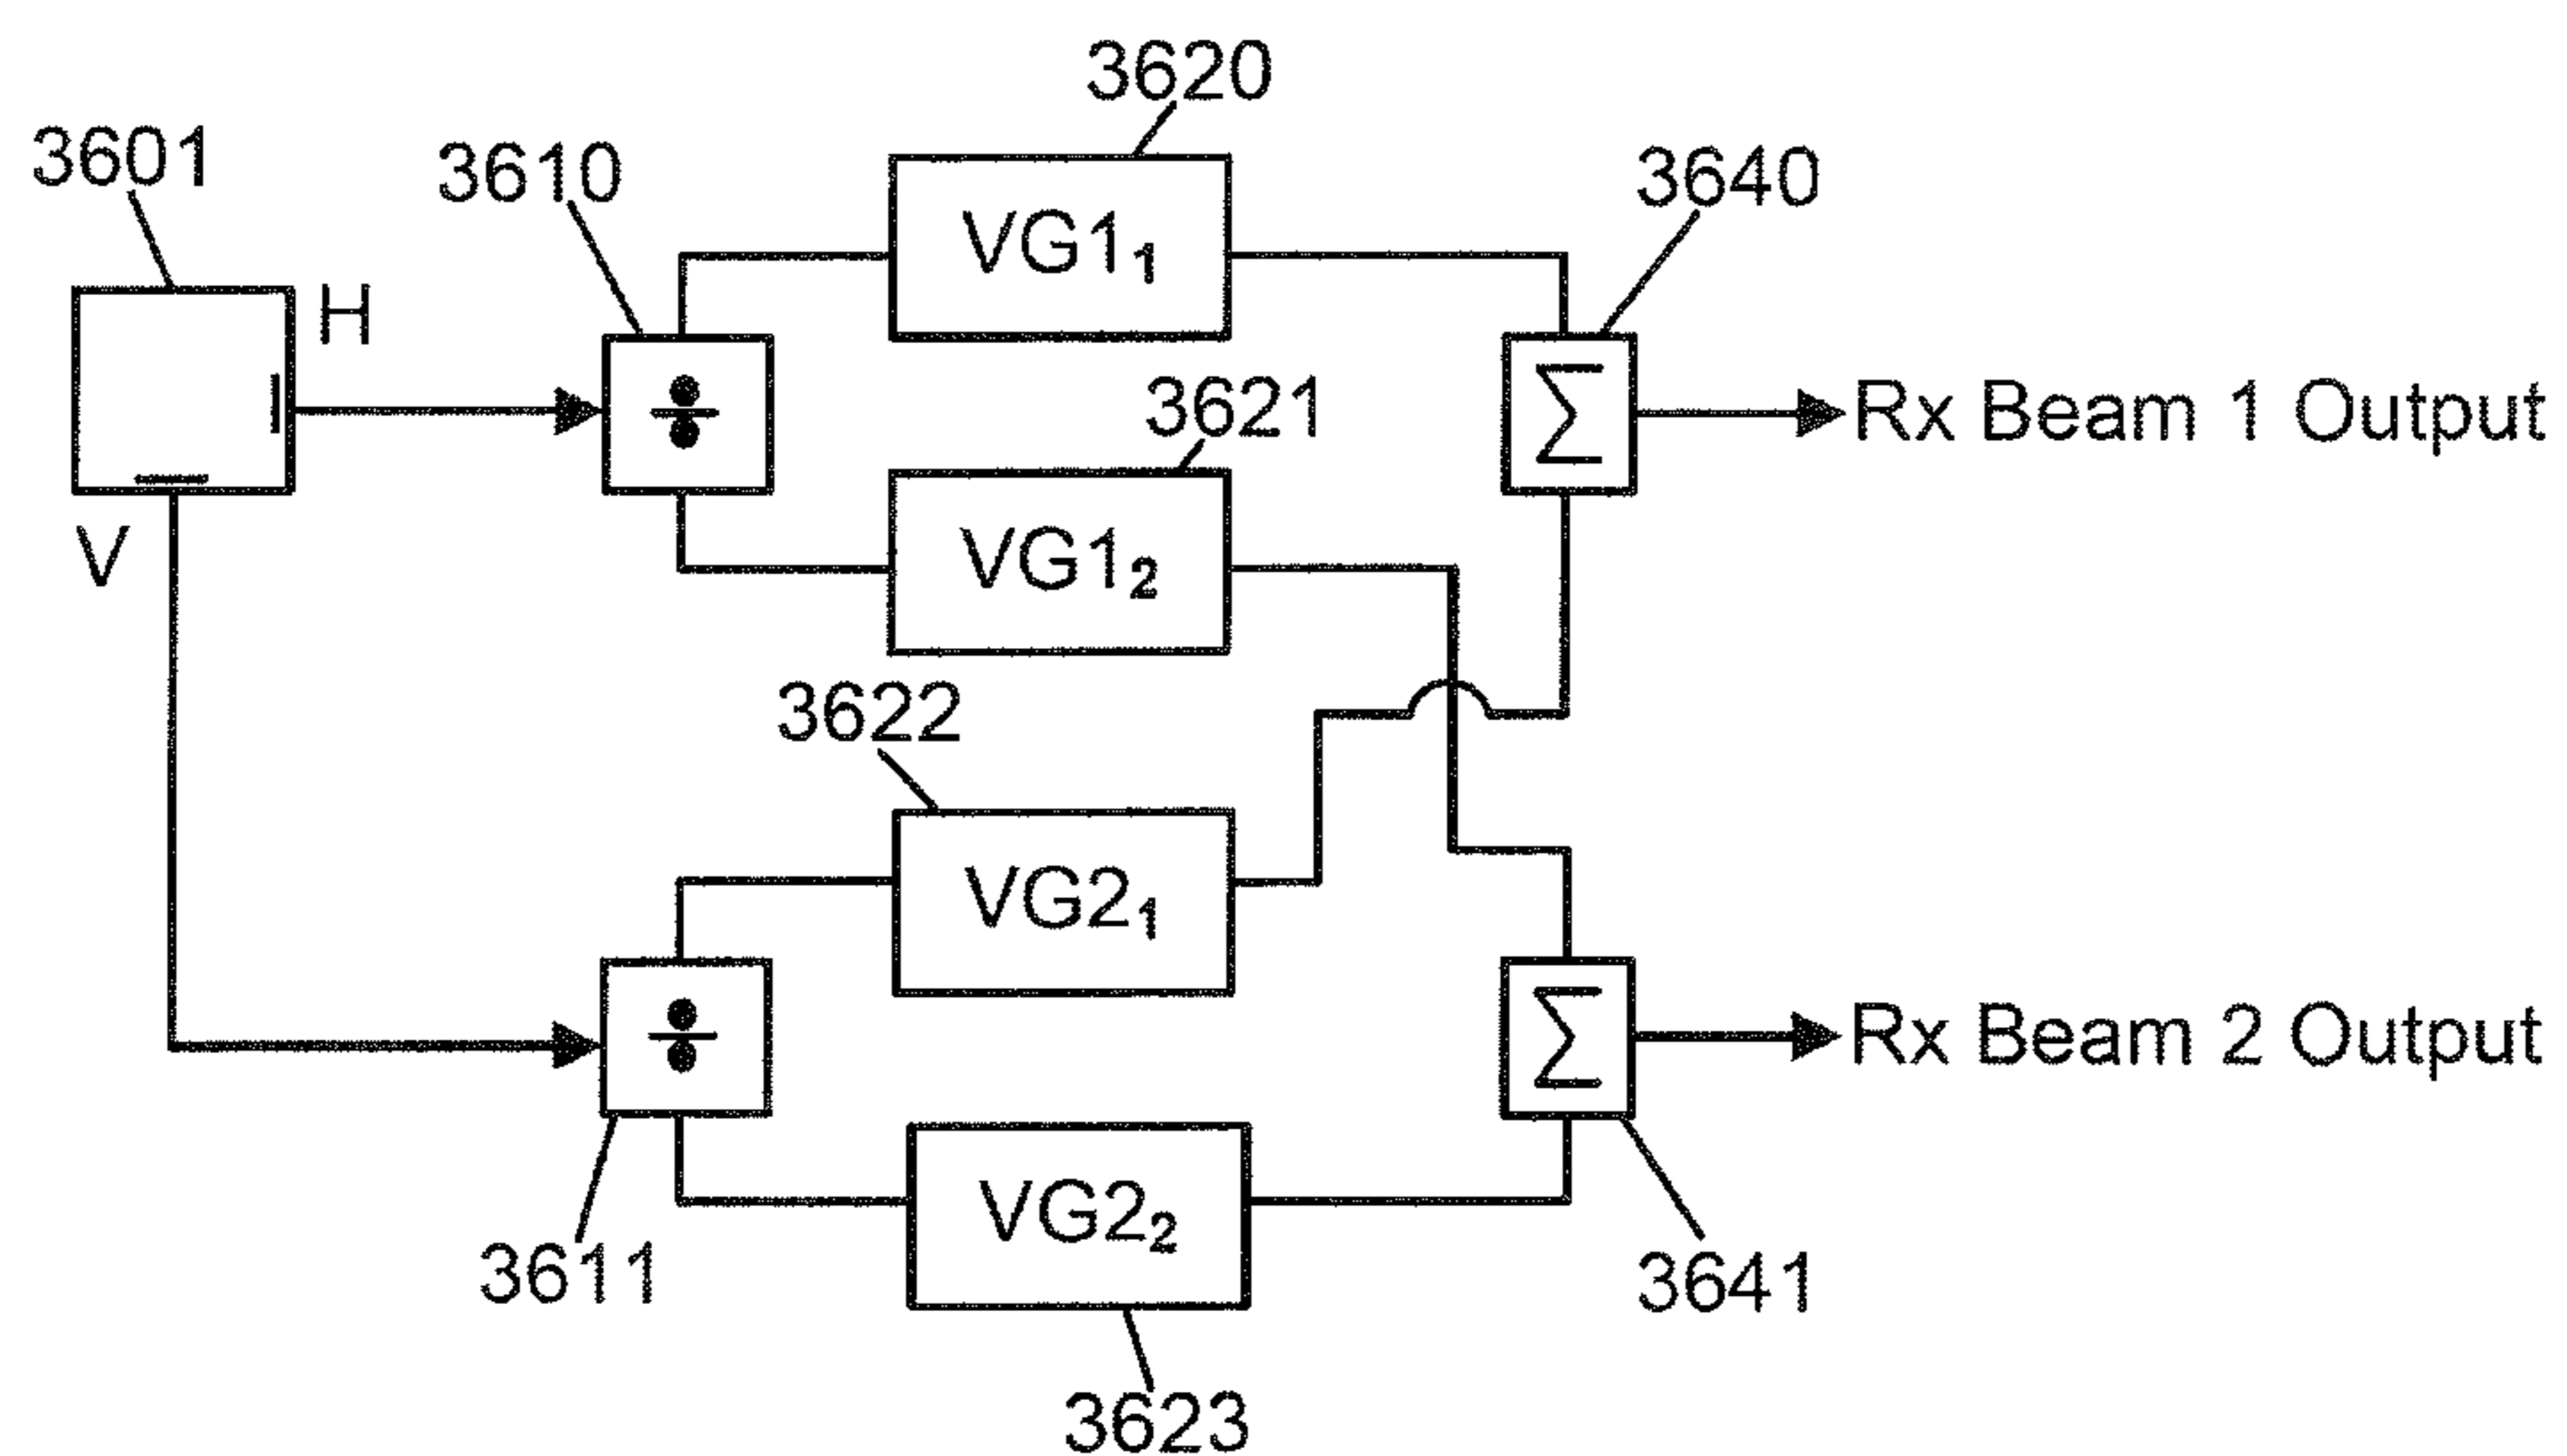 3620
3601
3610
3640
VG1₁
H
3621
÷
Σ
Rx Beam 1 Output
V
VG1₂
3622
VG2₁
÷
Σ
Rx Beam 2 Output
VG2₂
3611
3641
3623